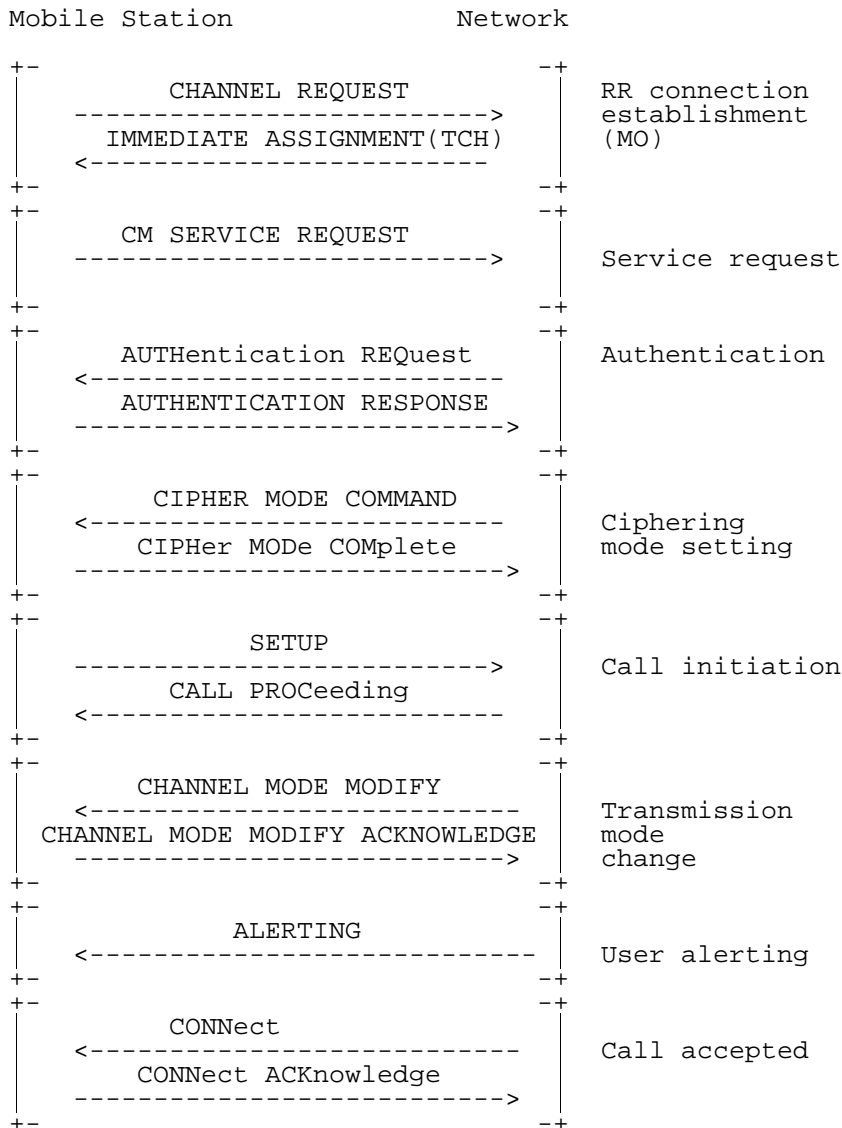 Mobile Station Network
CHANNEL REQUEST RR connection
establishment
IMMEDIATE ASSIGNMENT(TCH) (MO)
CM SERVICE REQUEST
Service request
AUTHentication REQuest Authentication
AUTHENTICATION RESPONSE
CIPHER MODE COMMAND
Ciphering
CIPHer MODe COMplete mode setting
SETUP
Call initiation
CALL PROCeeding
CHANNEL MODE MODIFY
Transmission
CHANNEL MODE MODIFY ACKNOWLEDGE mode
change
ALERTING
User alerting
CONNect
Call accepted
CONNect ACKnowledge